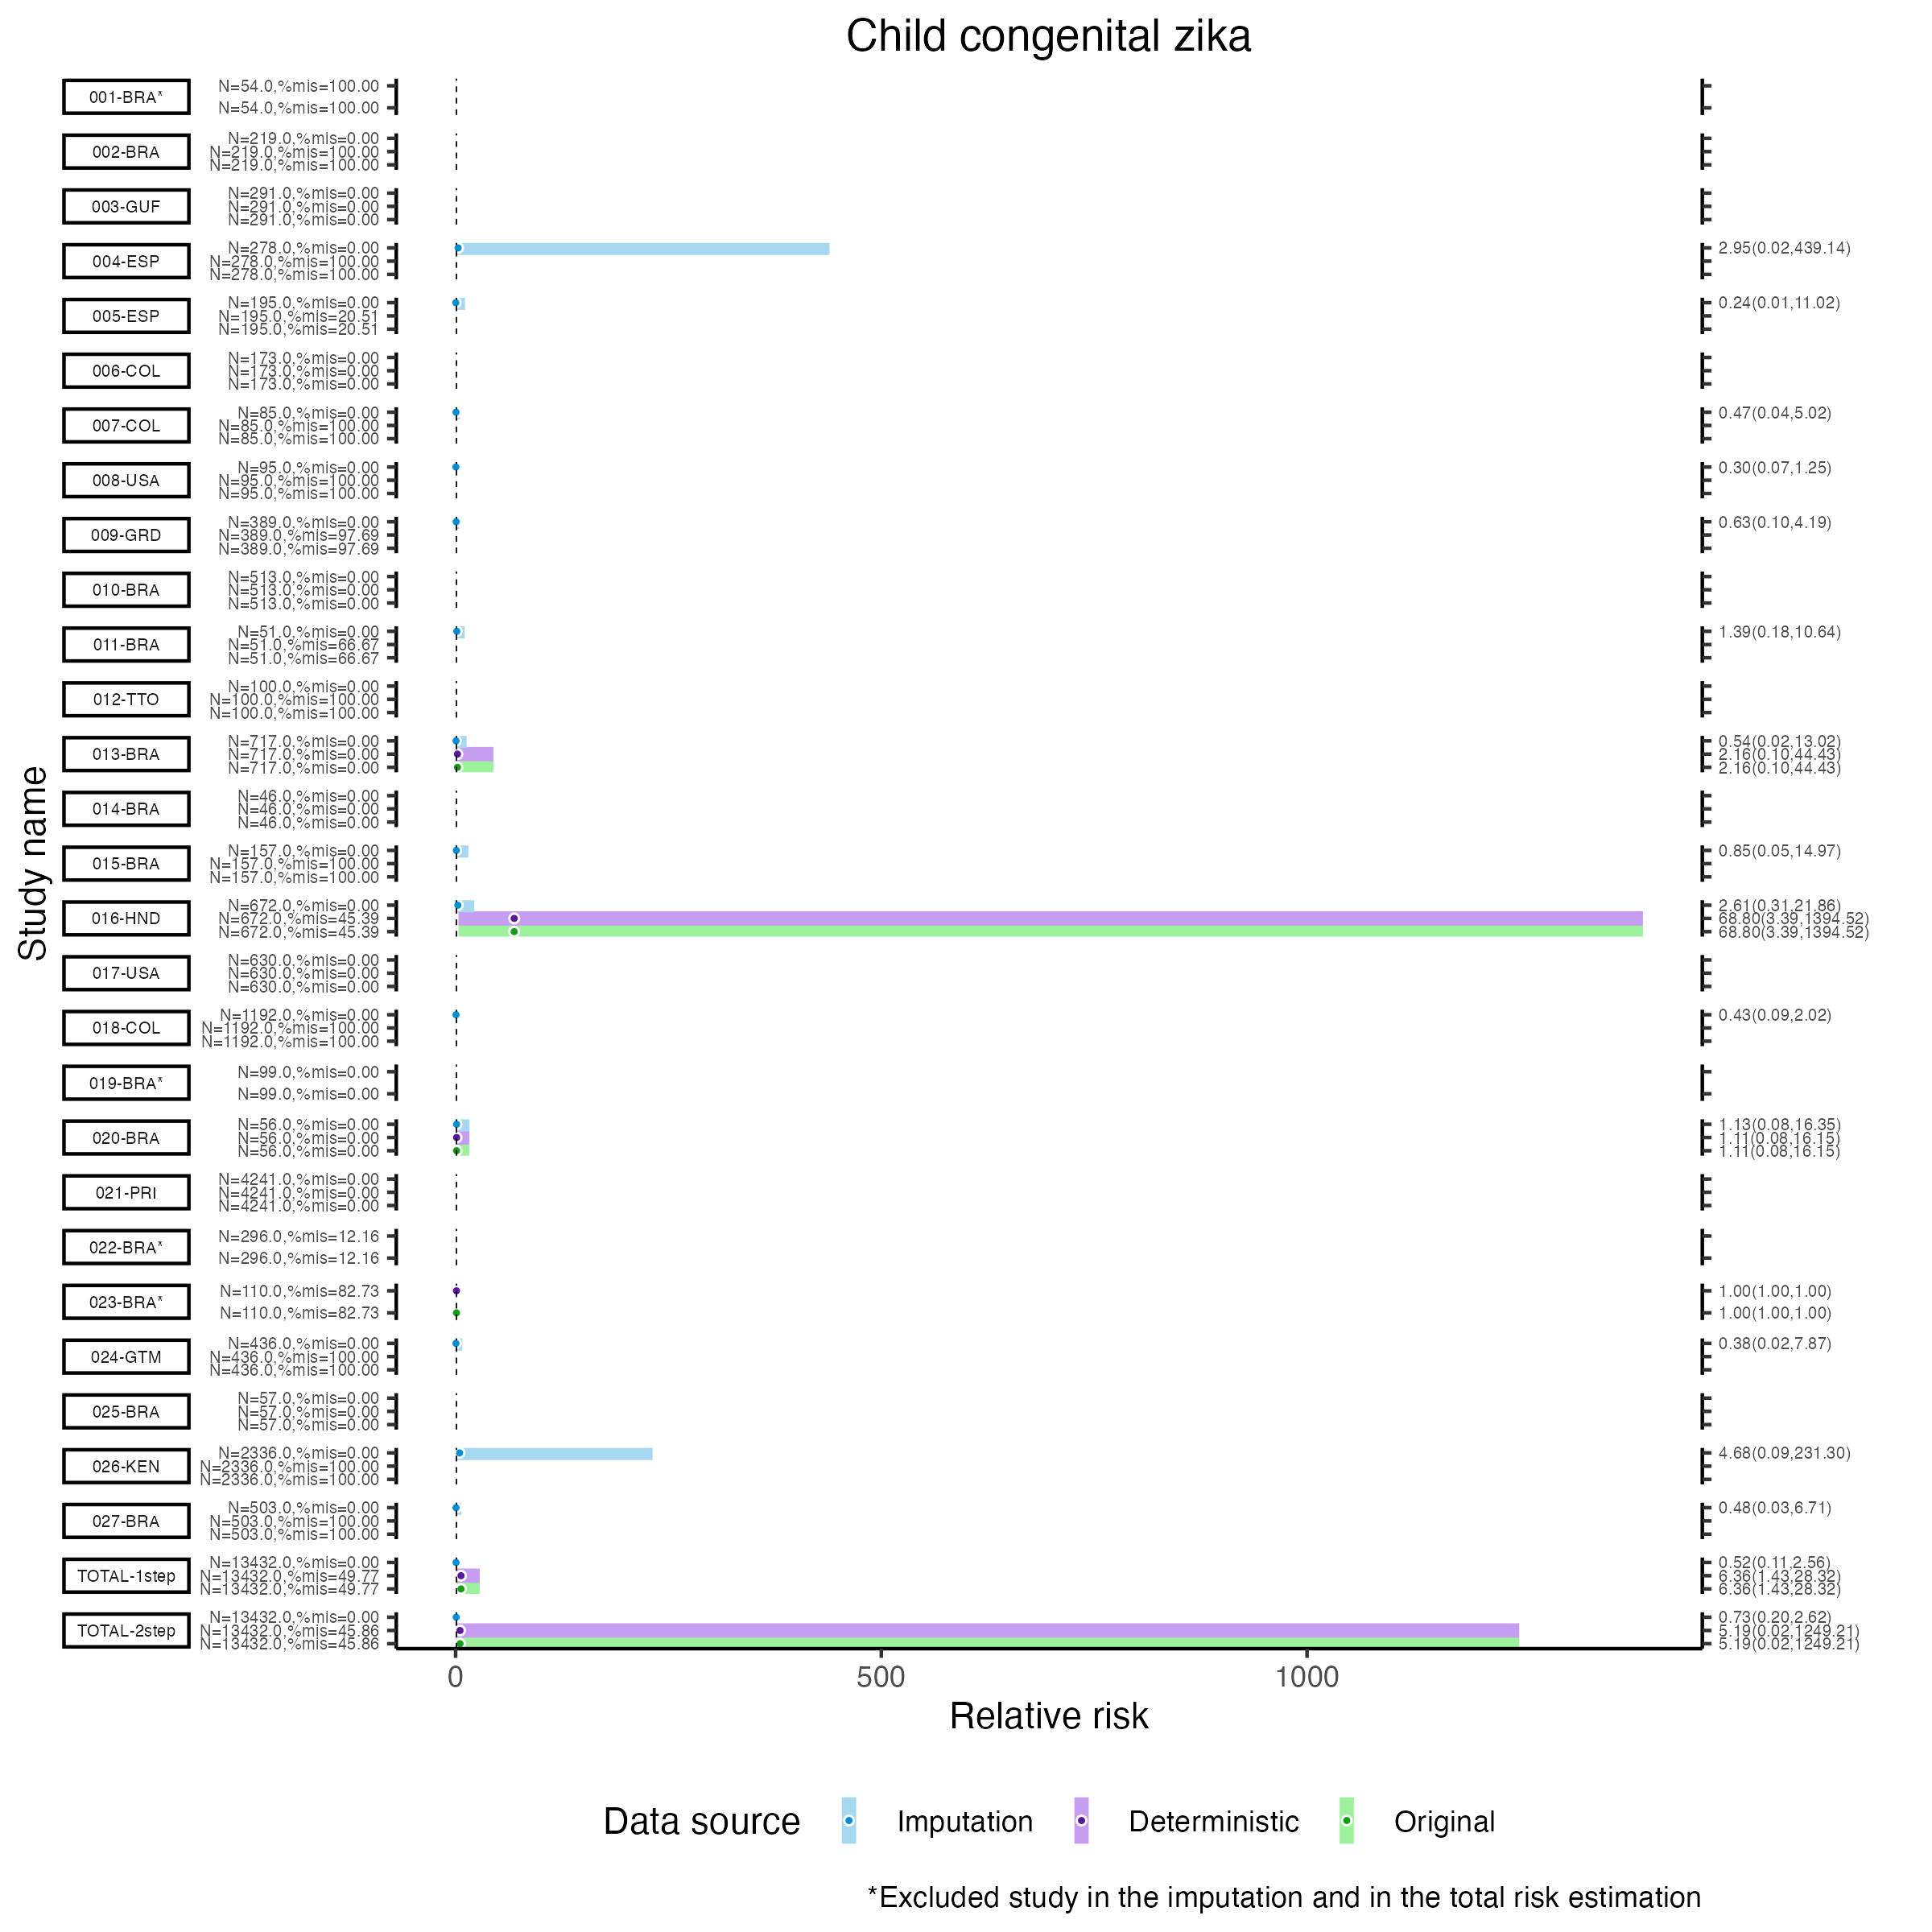 Child congenital zika
Study name
001-BRA*
N=54.0,%mis=100.00
N=54.0,%mis=100.00
002-BRA
N=219.0,%mis=0.00
N=219.0,%mis=100.00
N=219.0,%mis=100.00
003-GUF
N=291.0,%mis=0.00
N=291.0,%mis=0.00
N=291.0,%mis=0.00
004-ESP
N=278.0,%mis=0.00 2.95(0.02,439.14)
N=278.0,%mis=100.00
N=278.0,%mis=100.00
005-ESP
N=195.0,%mis=0.00 0.24(0.01,11.02)
N=195.0,%mis=20.51
N=195.0,%mis=20.51
006-COL
N=173.0,%mis=0.00
N=173.0,%mis=0.00
N=173.0,%mis=0.00
007-COL
N=85.0,%mis=0.00 0.47(0.04,5.02)
N=85.0,%mis=100.00
N=85.0,%mis=100.00
008-USA
N=95.0,%mis=0.00 0.30(0.07,1.25)
N=95.0,%mis=100.00
N=95.0,%mis=100.00
009-GRD
N=389.0,%mis=0.00 0.63(0.10,4.19)
N=389.0,%mis=97.69
N=389.0,%mis=97.69
010-BRA
N=513.0,%mis=0.00
N=513.0,%mis=0.00
N=513.0,%mis=0.00
011-BRA
N=51.0,%mis=0.00 1.39(0.18,10.64)
N=51.0,%mis=66.67
N=51.0,%mis=66.67
012-TTO
N=100.0,%mis=0.00
N=100.0,%mis=100.00
N=100.0,%mis=100.00
013-BRA
N=717.0,%mis=0.00 0.54(0.02,13.02)
N=717.0,%mis=0.00 2.16(0.10,44.43)
N=717.0,%mis=0.00 2.16(0.10,44.43)
014-BRA
N=46.0,%mis=0.00
N=46.0,%mis=0.00
N=46.0,%mis=0.00
015-BRA
N=157.0,%mis=0.00 0.85(0.05,14.97)
N=157.0,%mis=100.00
N=157.0,%mis=100.00
016-HND
N=672.0,%mis=0.00 2.61(0.31,21.86)
N=672.0,%mis=45.39 68.80(3.39,1394.52)
N=672.0,%mis=45.39 68.80(3.39,1394.52)
017-USA
N=630.0,%mis=0.00
N=630.0,%mis=0.00
N=630.0,%mis=0.00
018-COL
N=1192.0,%mis=0.00 0.43(0.09,2.02)
N=1192.0,%mis=100.00
N=1192.0,%mis=100.00
019-BRA*
N=99.0,%mis=0.00
N=99.0,%mis=0.00
020-BRA
N=56.0,%mis=0.00 1.13(0.08,16.35)
N=56.0,%mis=0.00 1.11(0.08,16.15)
N=56.0,%mis=0.00 1.11(0.08,16.15)
021-PRI
N=4241.0,%mis=0.00
N=4241.0,%mis=0.00
N=4241.0,%mis=0.00
022-BRA*
N=296.0,%mis=12.16
N=296.0,%mis=12.16
023-BRA*
N=110.0,%mis=82.73 1.00(1.00,1.00)
N=110.0,%mis=82.73 1.00(1.00,1.00)
024-GTM
N=436.0,%mis=0.00 0.38(0.02,7.87)
N=436.0,%mis=100.00
N=436.0,%mis=100.00
025-BRA
N=57.0,%mis=0.00
N=57.0,%mis=0.00
N=57.0,%mis=0.00
026-KEN
N=2336.0,%mis=0.00 4.68(0.09,231.30)
N=2336.0,%mis=100.00
N=2336.0,%mis=100.00
027-BRA
N=503.0,%mis=0.00 0.48(0.03,6.71)
N=503.0,%mis=100.00
N=503.0,%mis=100.00
TOTAL-1step
N=13432.0,%mis=0.00 0.52(0.11,2.56)
N=13432.0,%mis=49.77 6.36(1.43,28.32)
N=13432.0,%mis=49.77 6.36(1.43,28.32)
TOTAL-2step
N=13432.0,%mis=0.00 0.73(0.20,2.62)
N=13432.0,%mis=45.86 5.19(0.02,1249.21)
N=13432.0,%mis=45.86 5.19(0.02,1249.21)
0 500 1000
Relative risk
Data source Imputation Deterministic Original
*Excluded study in the imputation and in the total risk estimation